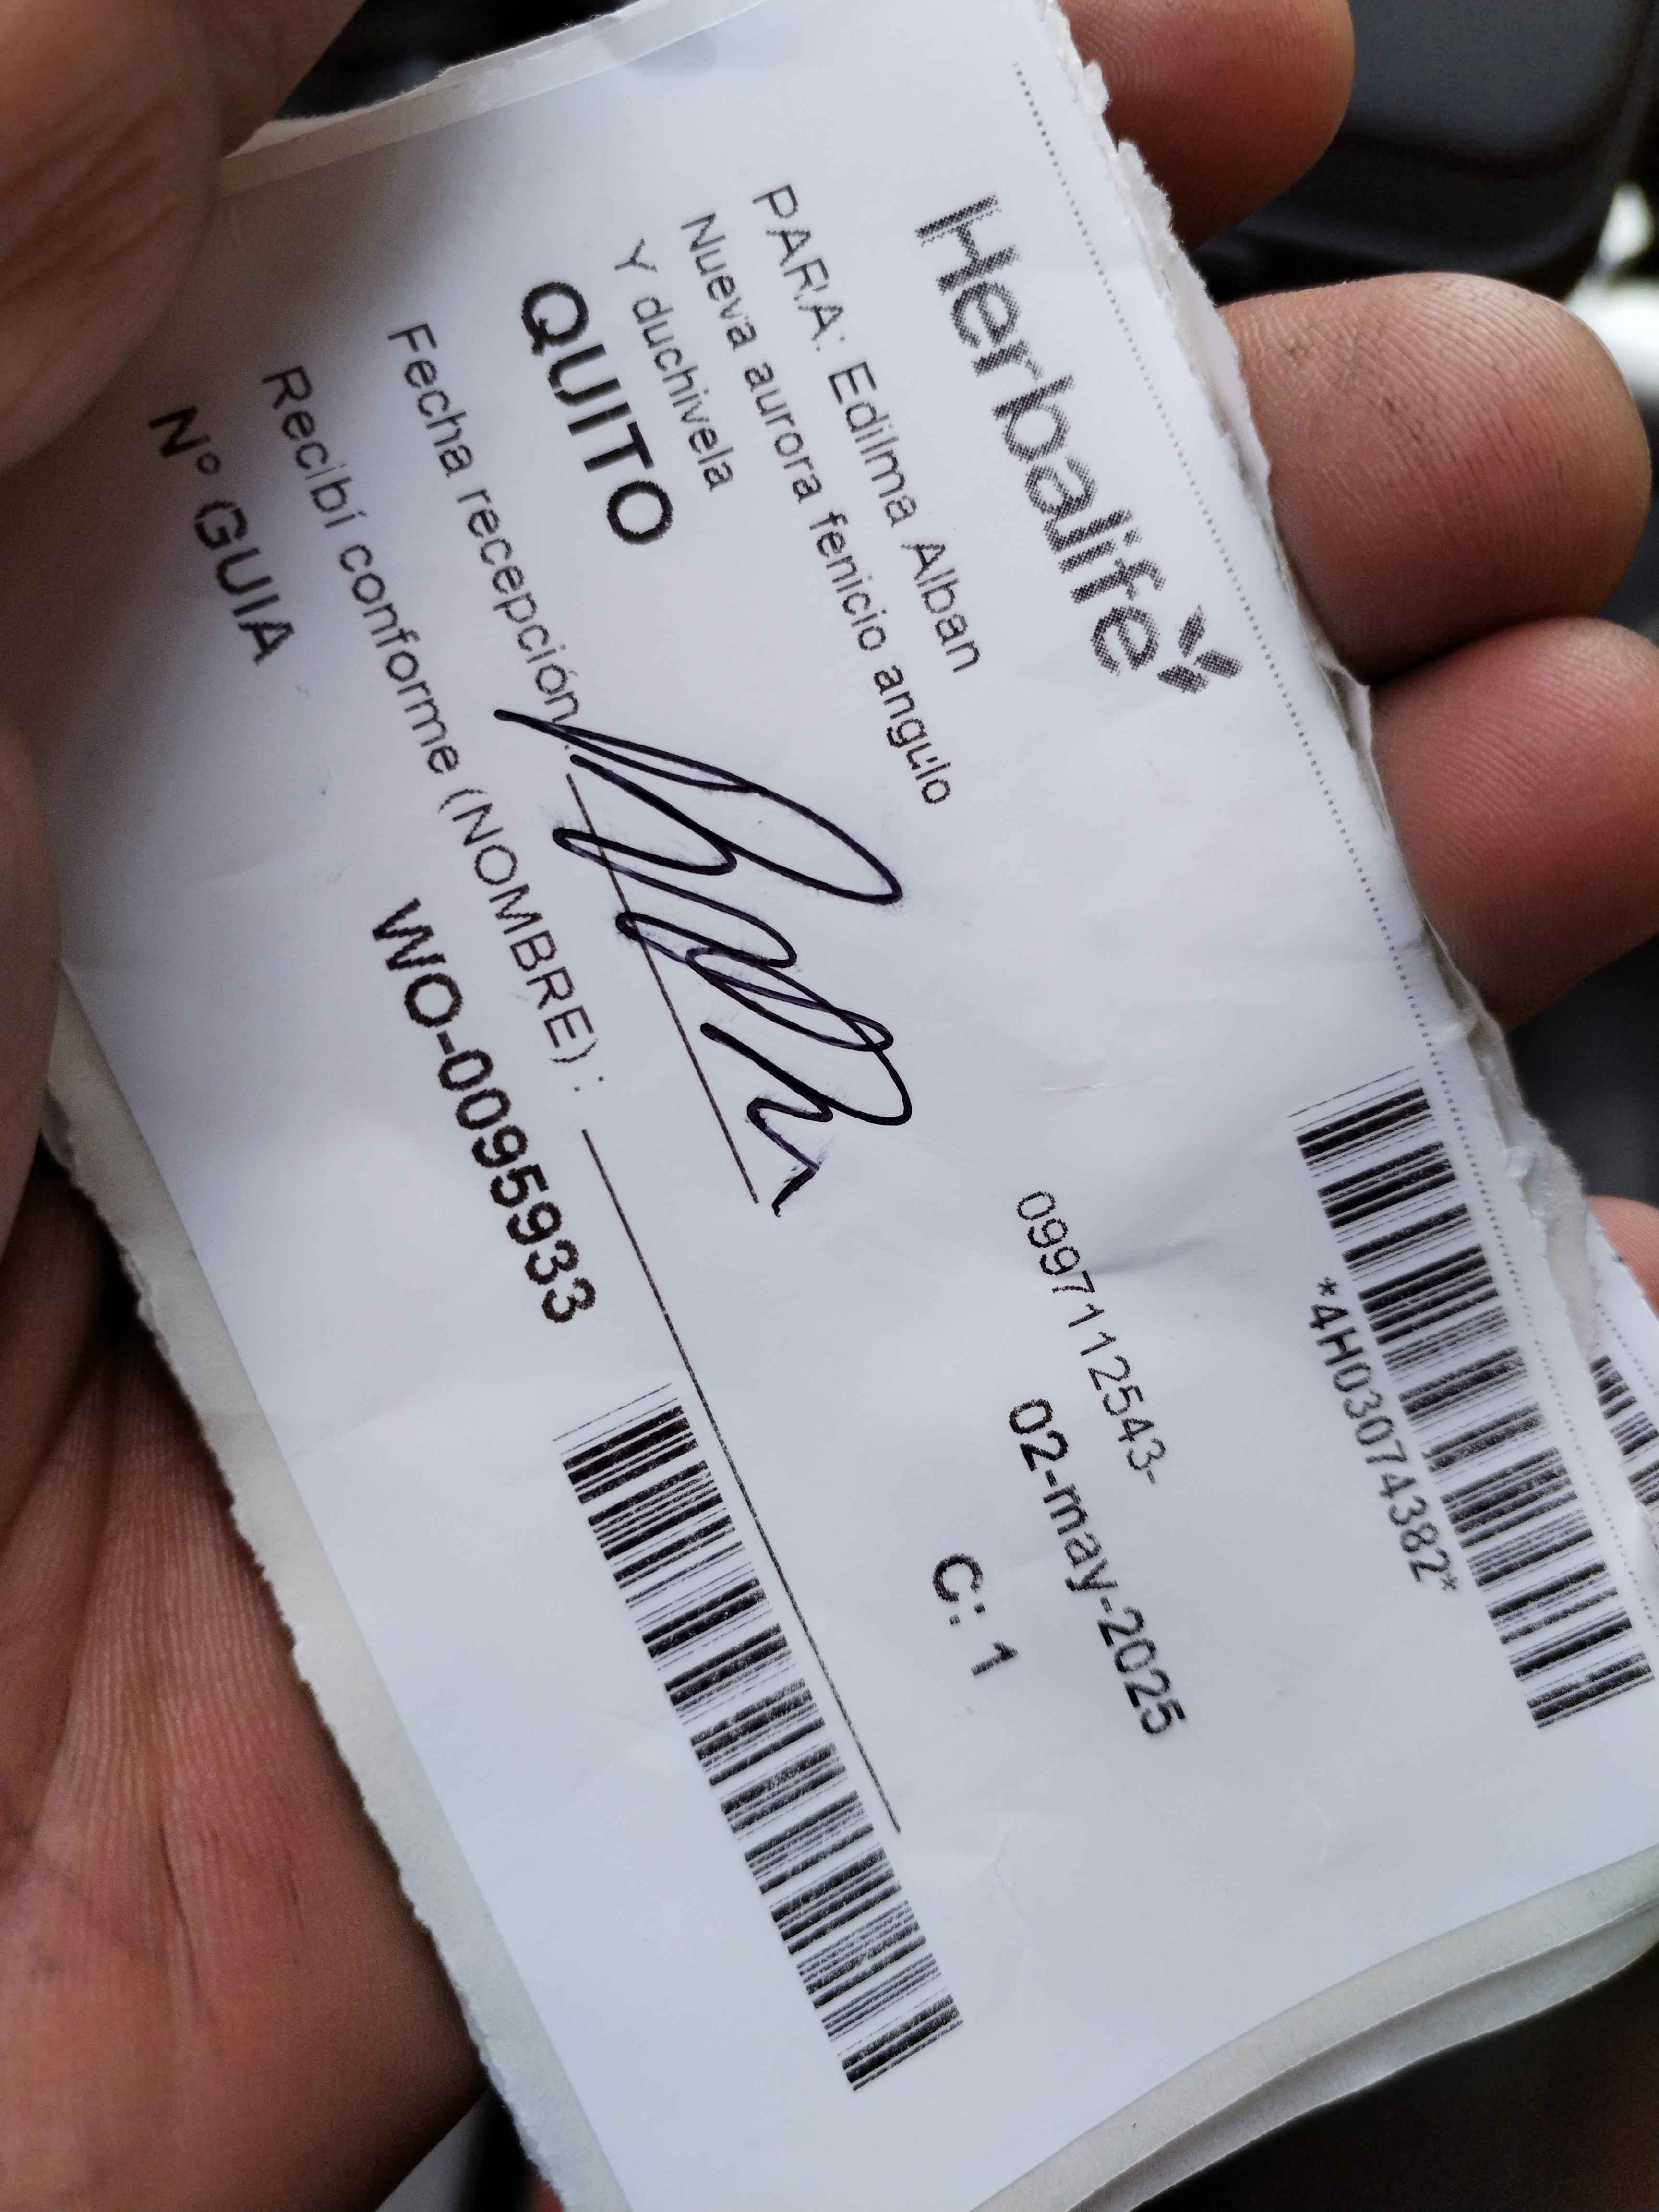 Herbalife
*4H03074382*
PARA: Edilma Alban
0997112543-
Nueva aurora fenicio angulo
02-may-2025
Y duchivela
QUITO
C: 1
Fecha recepción.
Recibí conforme (NOMBRE) :
Nº GUIA
WO-0095933